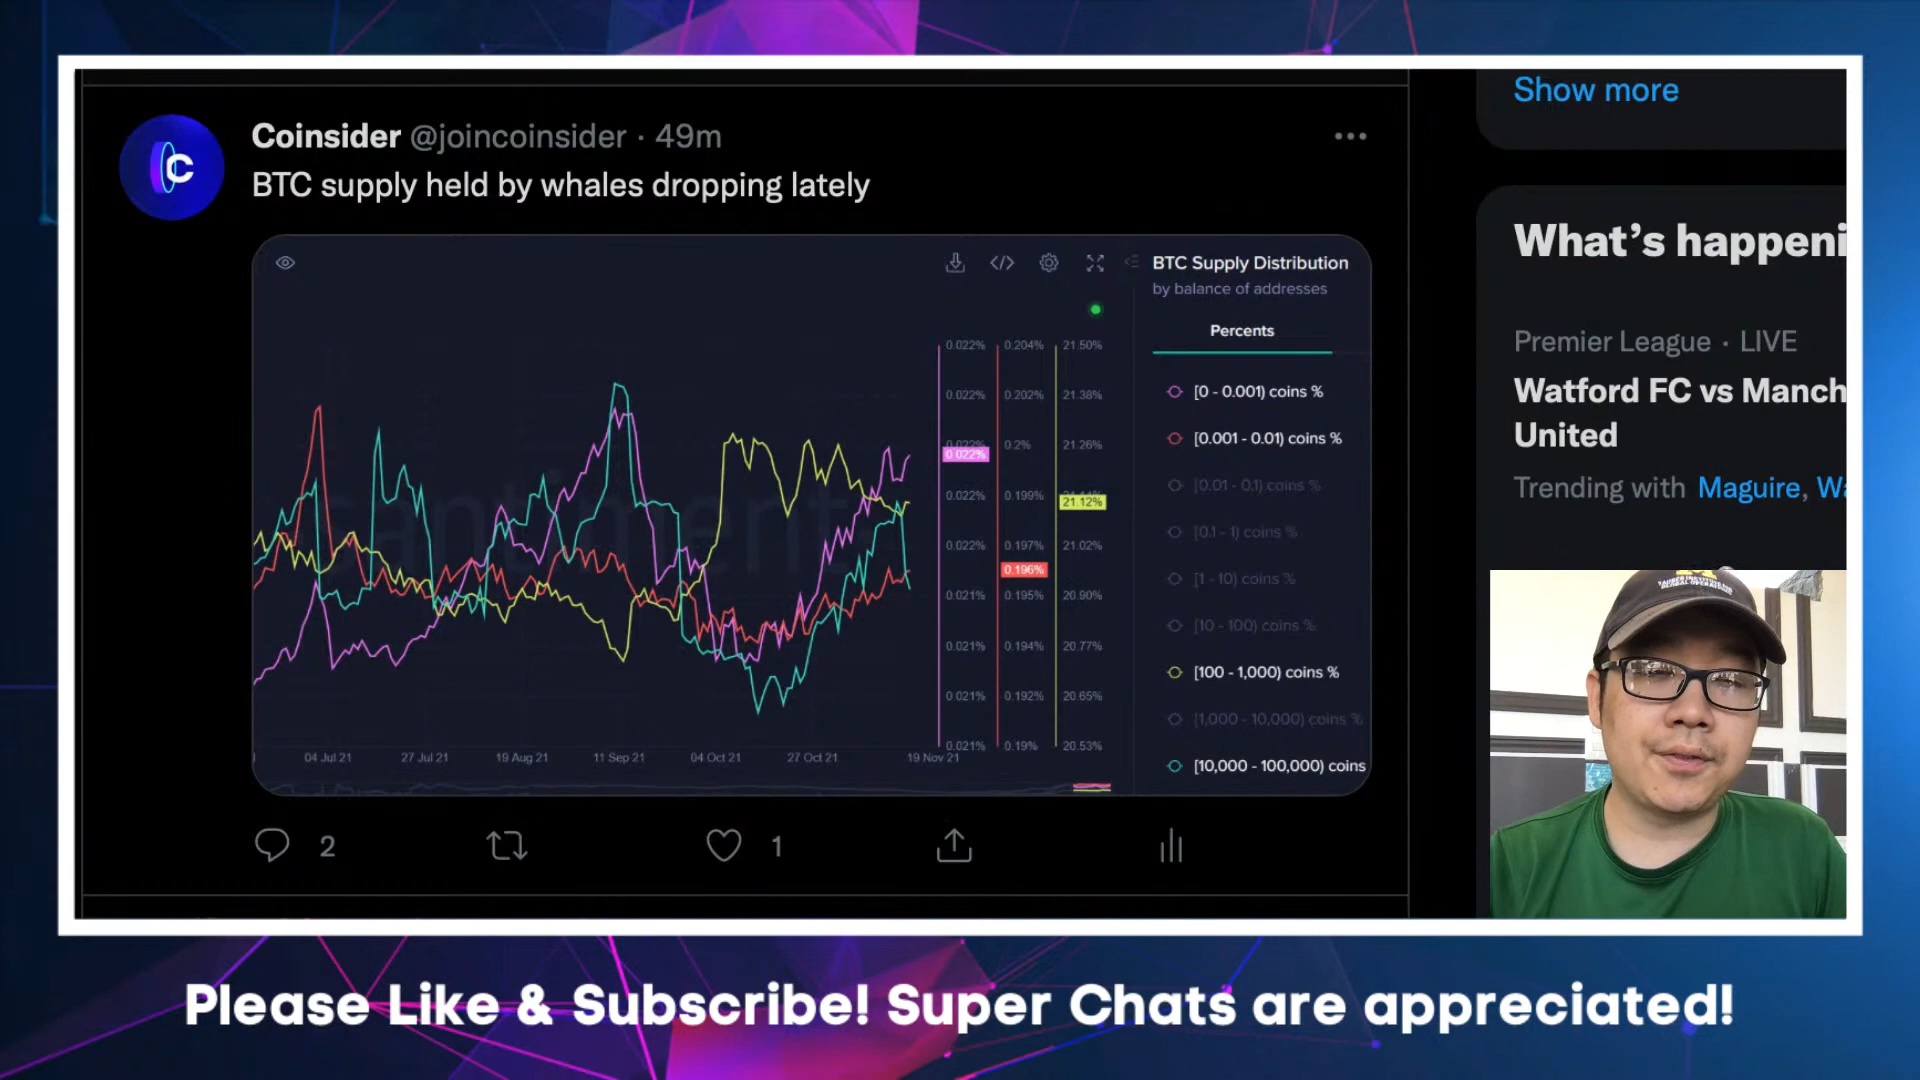 Show more
Coinsider @joincoinsider · 49m
BTC supply held by whales dropping lately
What's happeni
BTC Supply Distribution
by balance of addresses
Percents
0.022% 0.204% 21.50%
0.022% 0.202% 21.38%
0.022% 0.2% 21.26%
0.022%
0.022% 0.199%
21.12%
0.022% 0.197% 21.02%
0.196%
0.021% 0.195% 20.90%
0.021% 0.194% 20.77%
0.021% 0.192% 20.65%
0.021% 0.19% 20.53%
04 Jul 21 27 Jul 21 19 Aug 21 11 Sep 21 04 Oct 21 27 Oct 21 19 Nov 21
[0 - 0.001) coins %
[0.001 - 0.01) coins %
[0.01 - 0.1) coins %
[0.1 - 1) coins %
[1 - 10) coins %
[10 - 100) coins %
[100 - 1,000) coins %
[1,000 - 10,000) coins %
[10,000 - 100,000) coins
santiment
Premier League · LIVE
Watford FC vs Manch
United
Trending with Maguire, Wa
2
1
Please Like & Subscribe! Super Chats are appreciated!